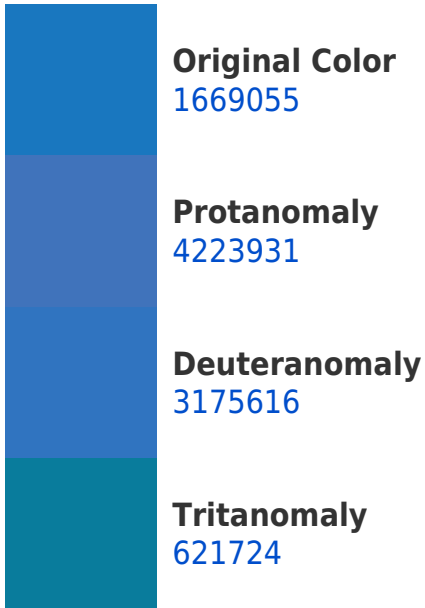 Original Color
1669055
Protanomaly
4223931
Deuteranomaly
3175616
Tritanomaly
621724